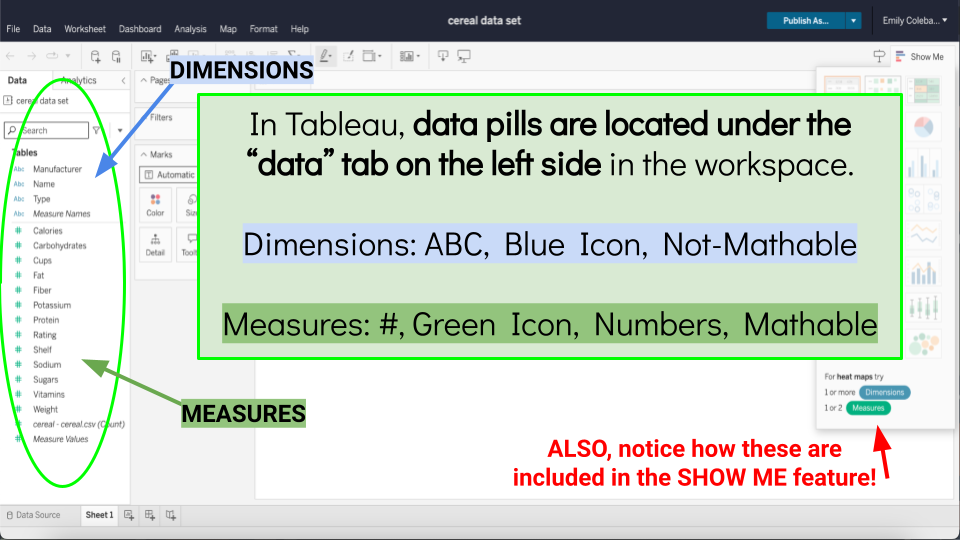 cereal data set
Publish As...
Emily Coleba...
File Data Worksheet Dashboard Analysis Map Format Help
Show Me
Data
Analytics
cereal data set
Search
Tables
Abc Manufacturer
Abc Name
Abc Type
Abc Measure Names
# Calories
# Carbohydrates
# Cups
# Fat
# Fiber
# Potassium
# Protein
# Rating
# Shelf
# Sodium
# Sugars
# Vitamins
# Weight
# cereal - cereal.csv (Count)
# Measure Values
DIMENSIONS
MEASURES
Pages
Filters
Marks
Automatic
Color
Detail
In Tableau, data pills are located under the
“data” tab on the left side in the workspace.
Dimensions: ABC, Blue Icon, Not-Mathable
Measures: #, Green Icon, Numbers, Mathable
For heat maps try
1 or more Dimensions
1 or 2 Measures
ALSO, notice how these are
included in the SHOW ME feature!
Data Source
Sheet 1